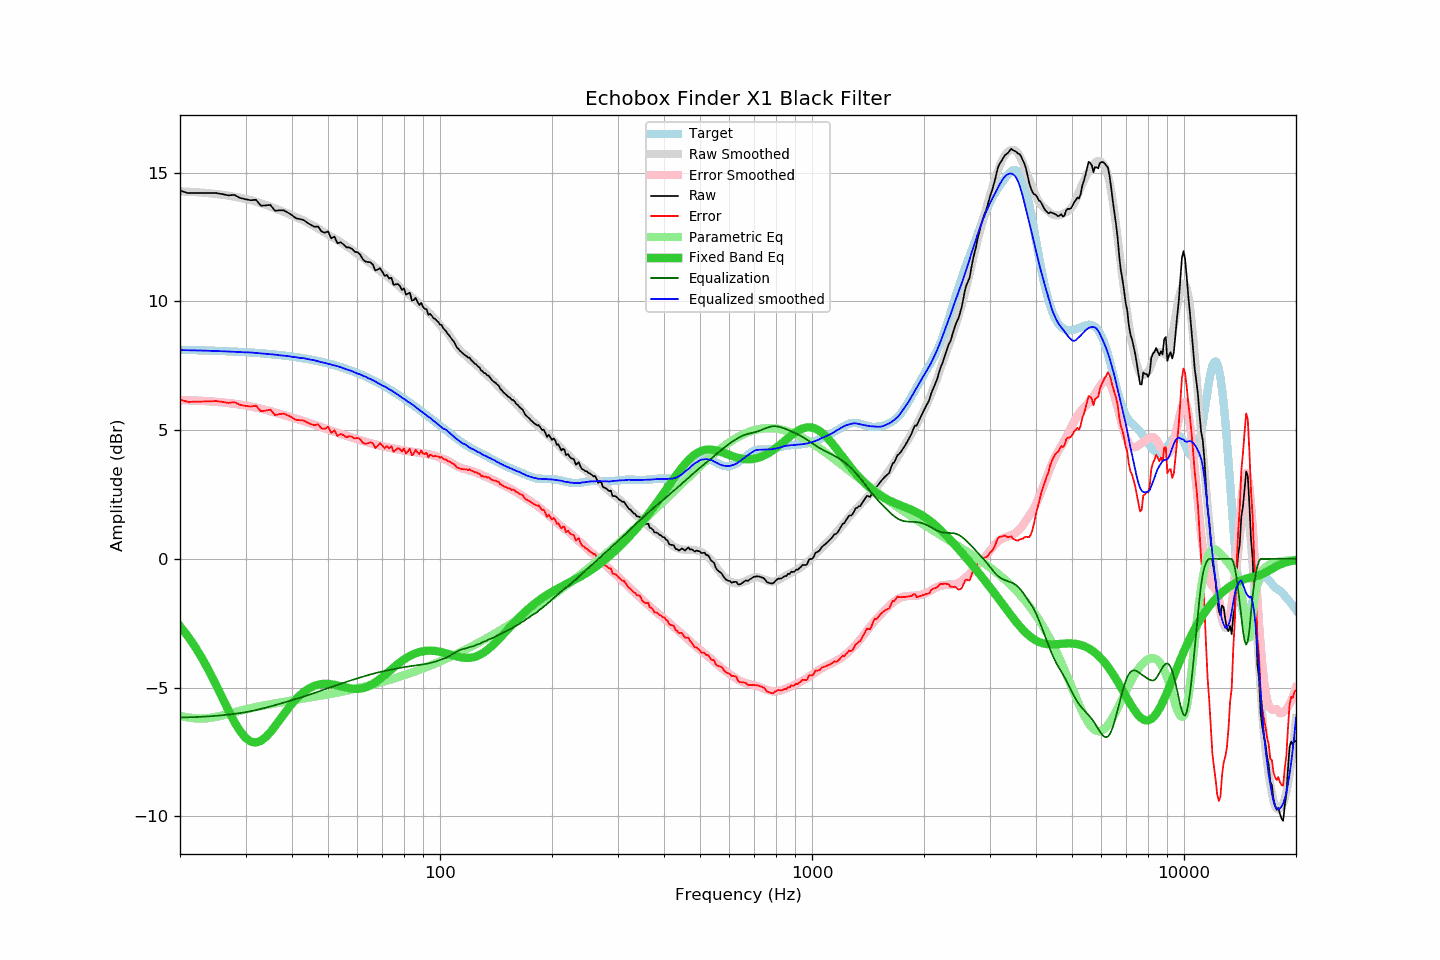 Echobox Finder X1 Black Filter
Target
Raw Smoothed
Error Smoothed
Raw
Error
Parametric Eq
Fixed Band Eq
Equalization
Equalized smoothed
15
10
5
0
−5
−10
Amplitude (dBr)
100
1000
10000
Frequency (Hz)